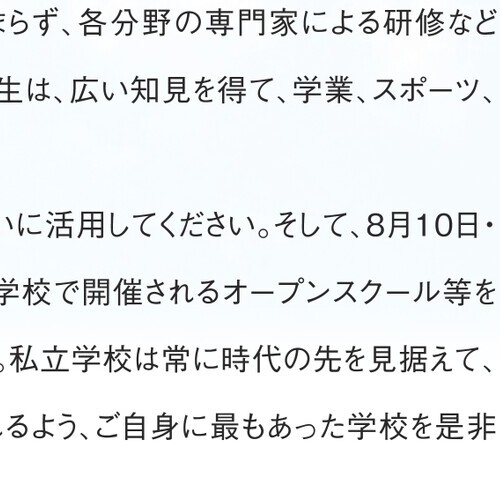 まらず、各分野の専門家による研修など
生は、広い知見を得て、学業、スポーツ、
いに活用してください。そして、8月10日・
学校で開催されるオープンスクール等を
。私立学校は常に時代の先を見据えて、
れるよう、ご自身に最もあった学校を是非